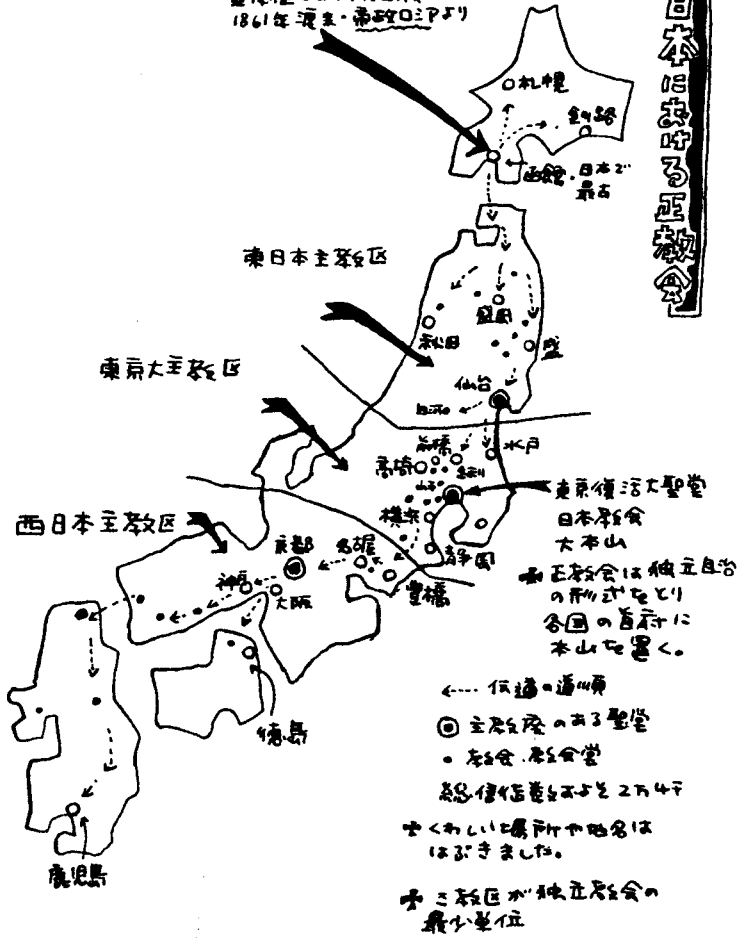 日本における正教会
1861年渡来・帝政ロシアより
札幌
釧路
函館.日本で
最古
東日本主教区
盛岡
秋田
盛
仙台
東京大主教区
白河
水戸
前橋
高崎
足利
横浜
東京復活大聖堂
日本教会
大本山
西日本主教区
京都
名古屋
静岡
豊橋
神戸
大阪
正教会は独立自治
の形式をとり
各国の首府に
本山を置く。
徳島
伝道の道順
主教座のある聖堂
教会.教会堂
総信徒数およそ2万4千
くわしい場所や地名は
はぶきました。
鹿児島
三教区が独立教会の
最少単位